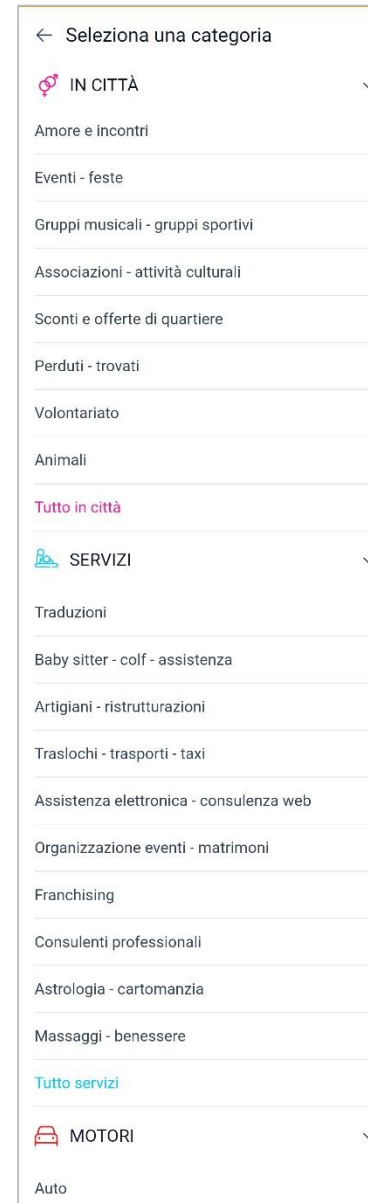 Seleziona una categoria
IN CITTÀ
Amore e incontri
Eventi - feste
Gruppi musicali - gruppi sportivi
Associazioni - attività culturali
Sconti e offerte di quartiere
Perduti - trovati
Volontariato
Animali
Tutto in città
SERVIZI
Traduzioni
Baby sitter - colf - assistenza
Artigiani - ristrutturazioni
Traslochi - trasporti - taxi
Assistenza elettronica - consulenza web
Organizzazione eventi - matrimoni
Franchising
Consulenti professionali
Astrologia - cartomanzia
Massaggi - benessere
Tutto servizi
MOTORI
Auto